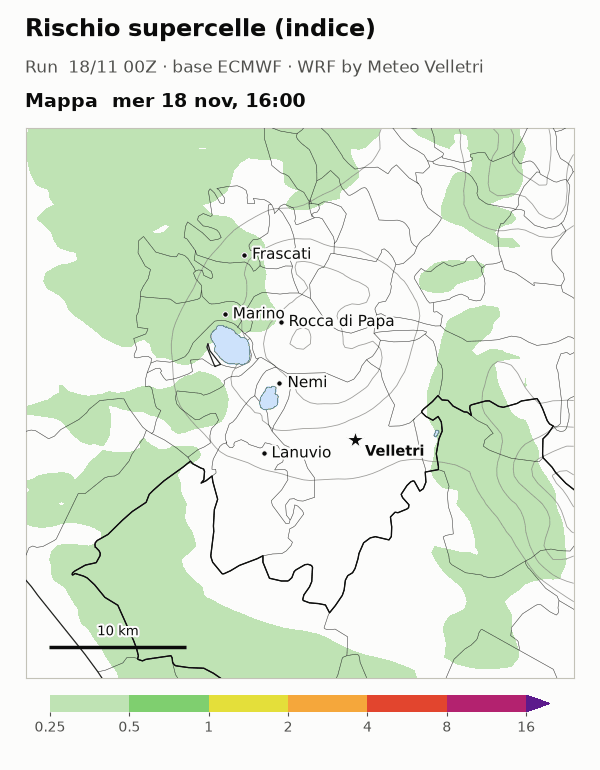 Rischio supercelle (indice)
Run  18/11 00Z · base ECMWF · WRF by Meteo Velletri
Mappa  mer 18 nov, 16:00
Frascati
Marino
Rocca di Papa
Nemi
Velletri
Lanuvio
10 km
0.25 0.5 1 2 4 8 16